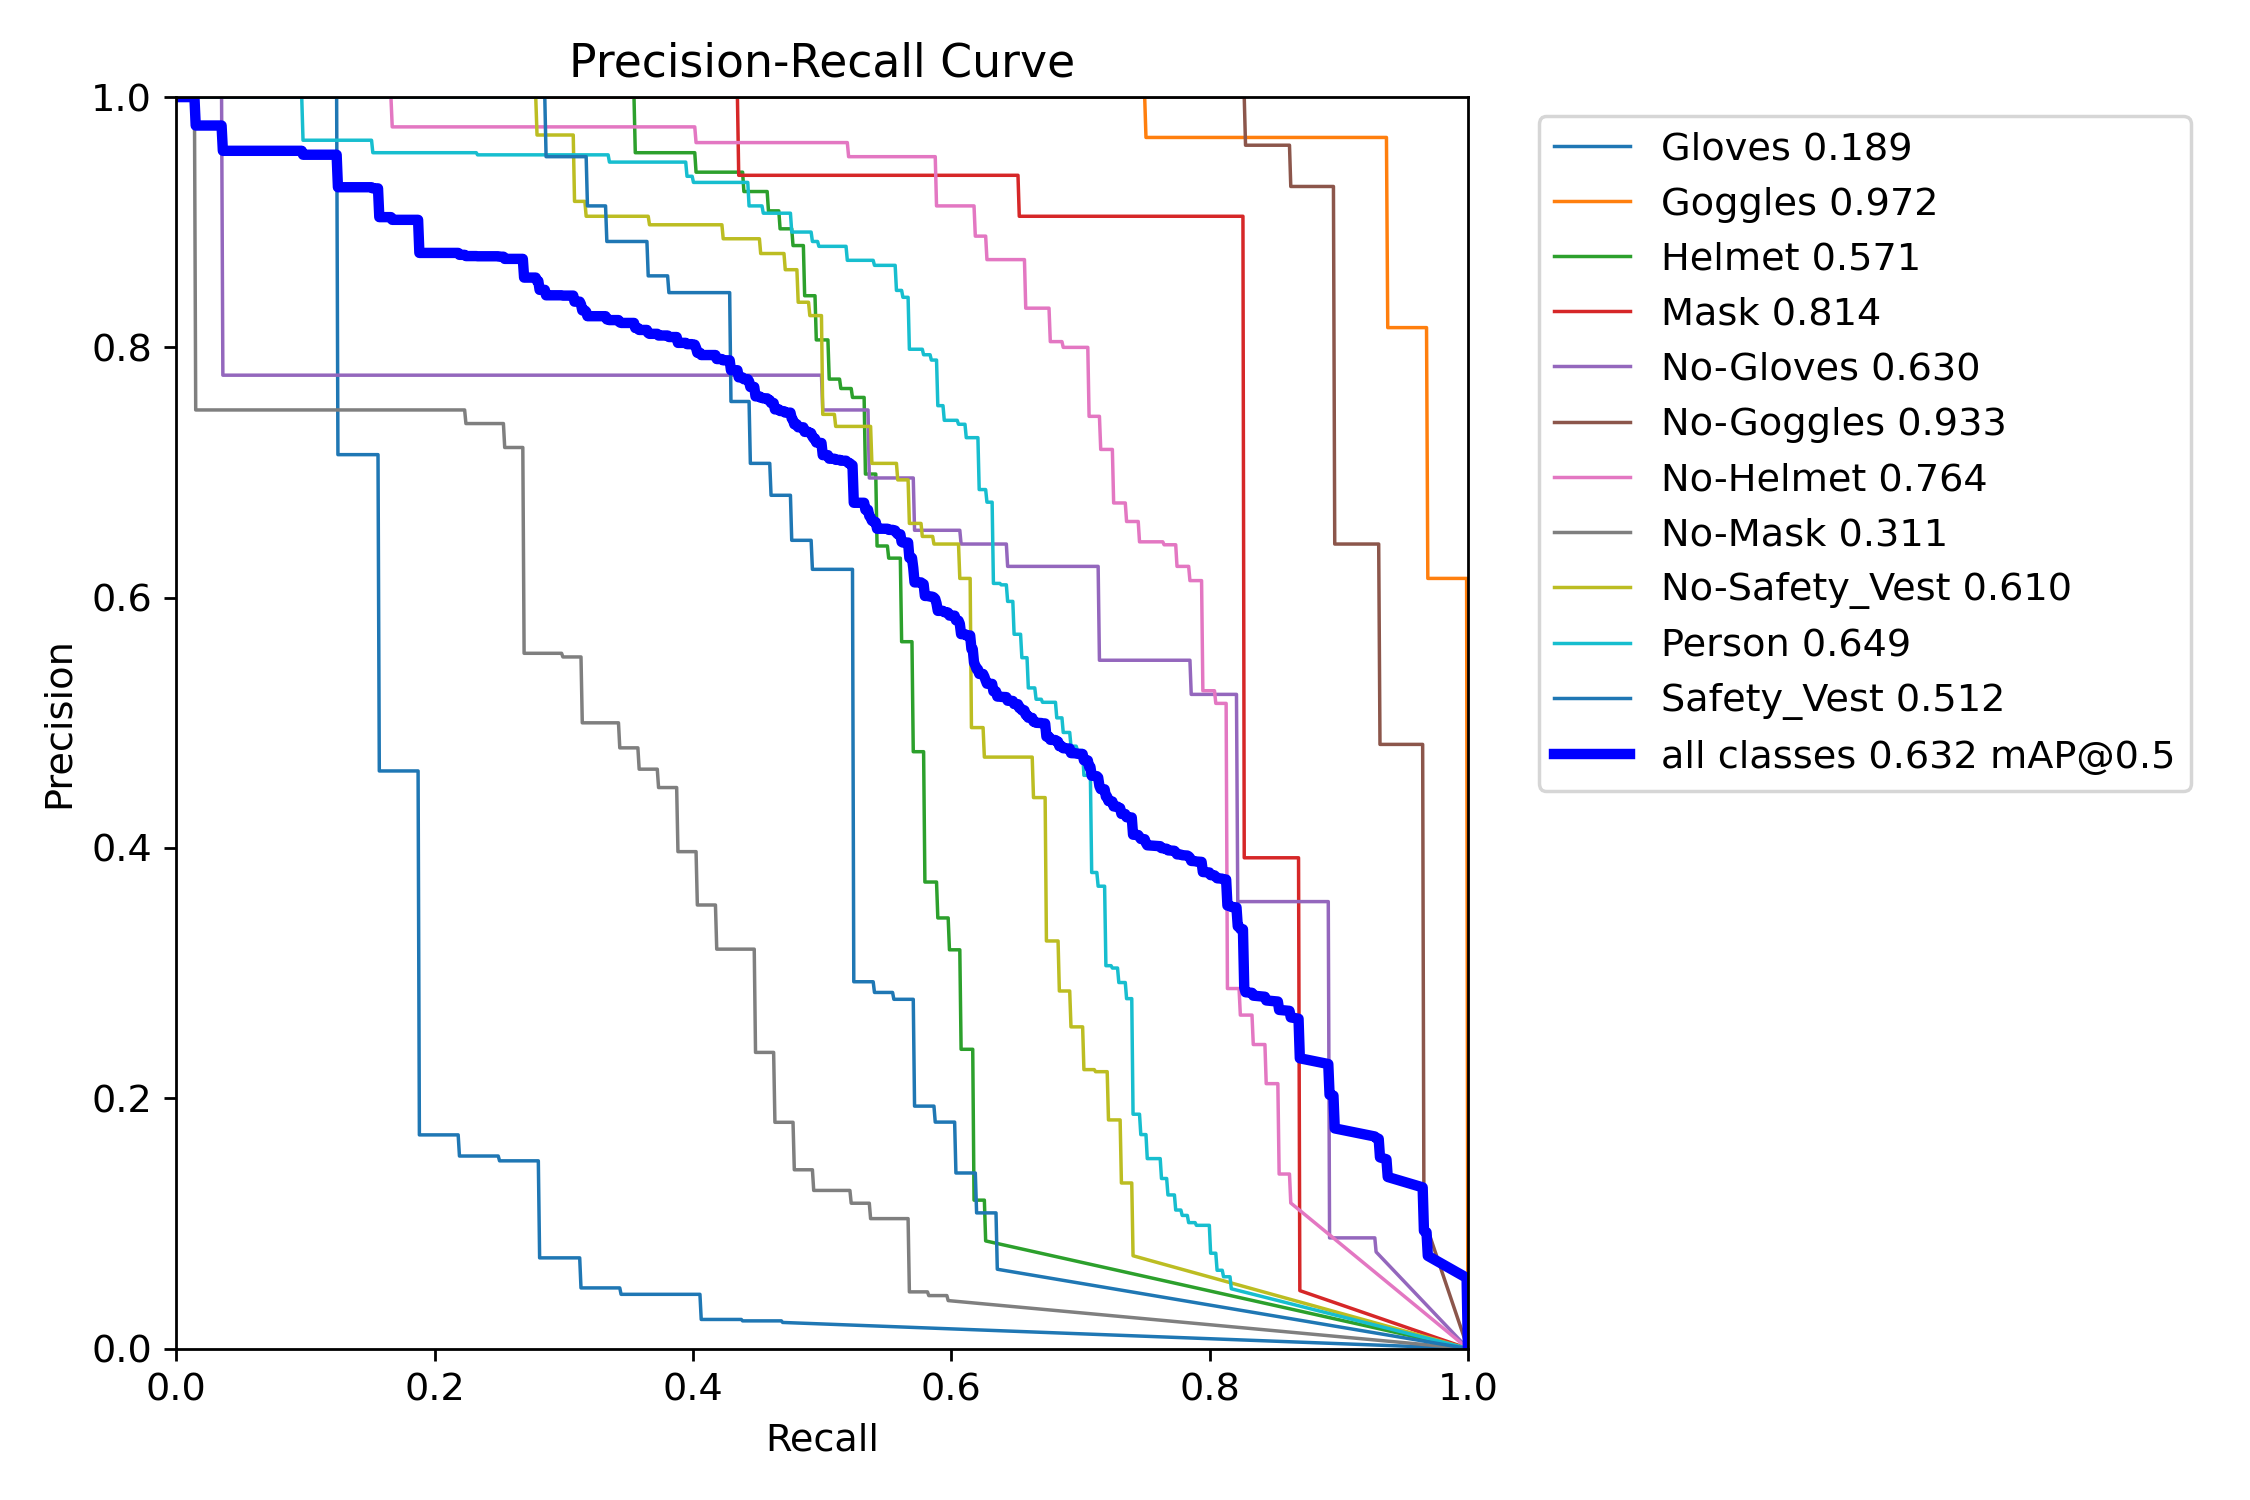 Precision-Recall Curve
1.0
0.8
0.6
0.4
0.2
0.0
Precision
0.0 0.2 0.4 0.6 0.8 1.0
Recall
Gloves 0.189
Goggles 0.972
Helmet 0.571
Mask 0.814
No-Gloves 0.630
No-Goggles 0.933
No-Helmet 0.764
No-Mask 0.311
No-Safety_Vest 0.610
Person 0.649
Safety_Vest 0.512
all classes 0.632 mAP@0.5